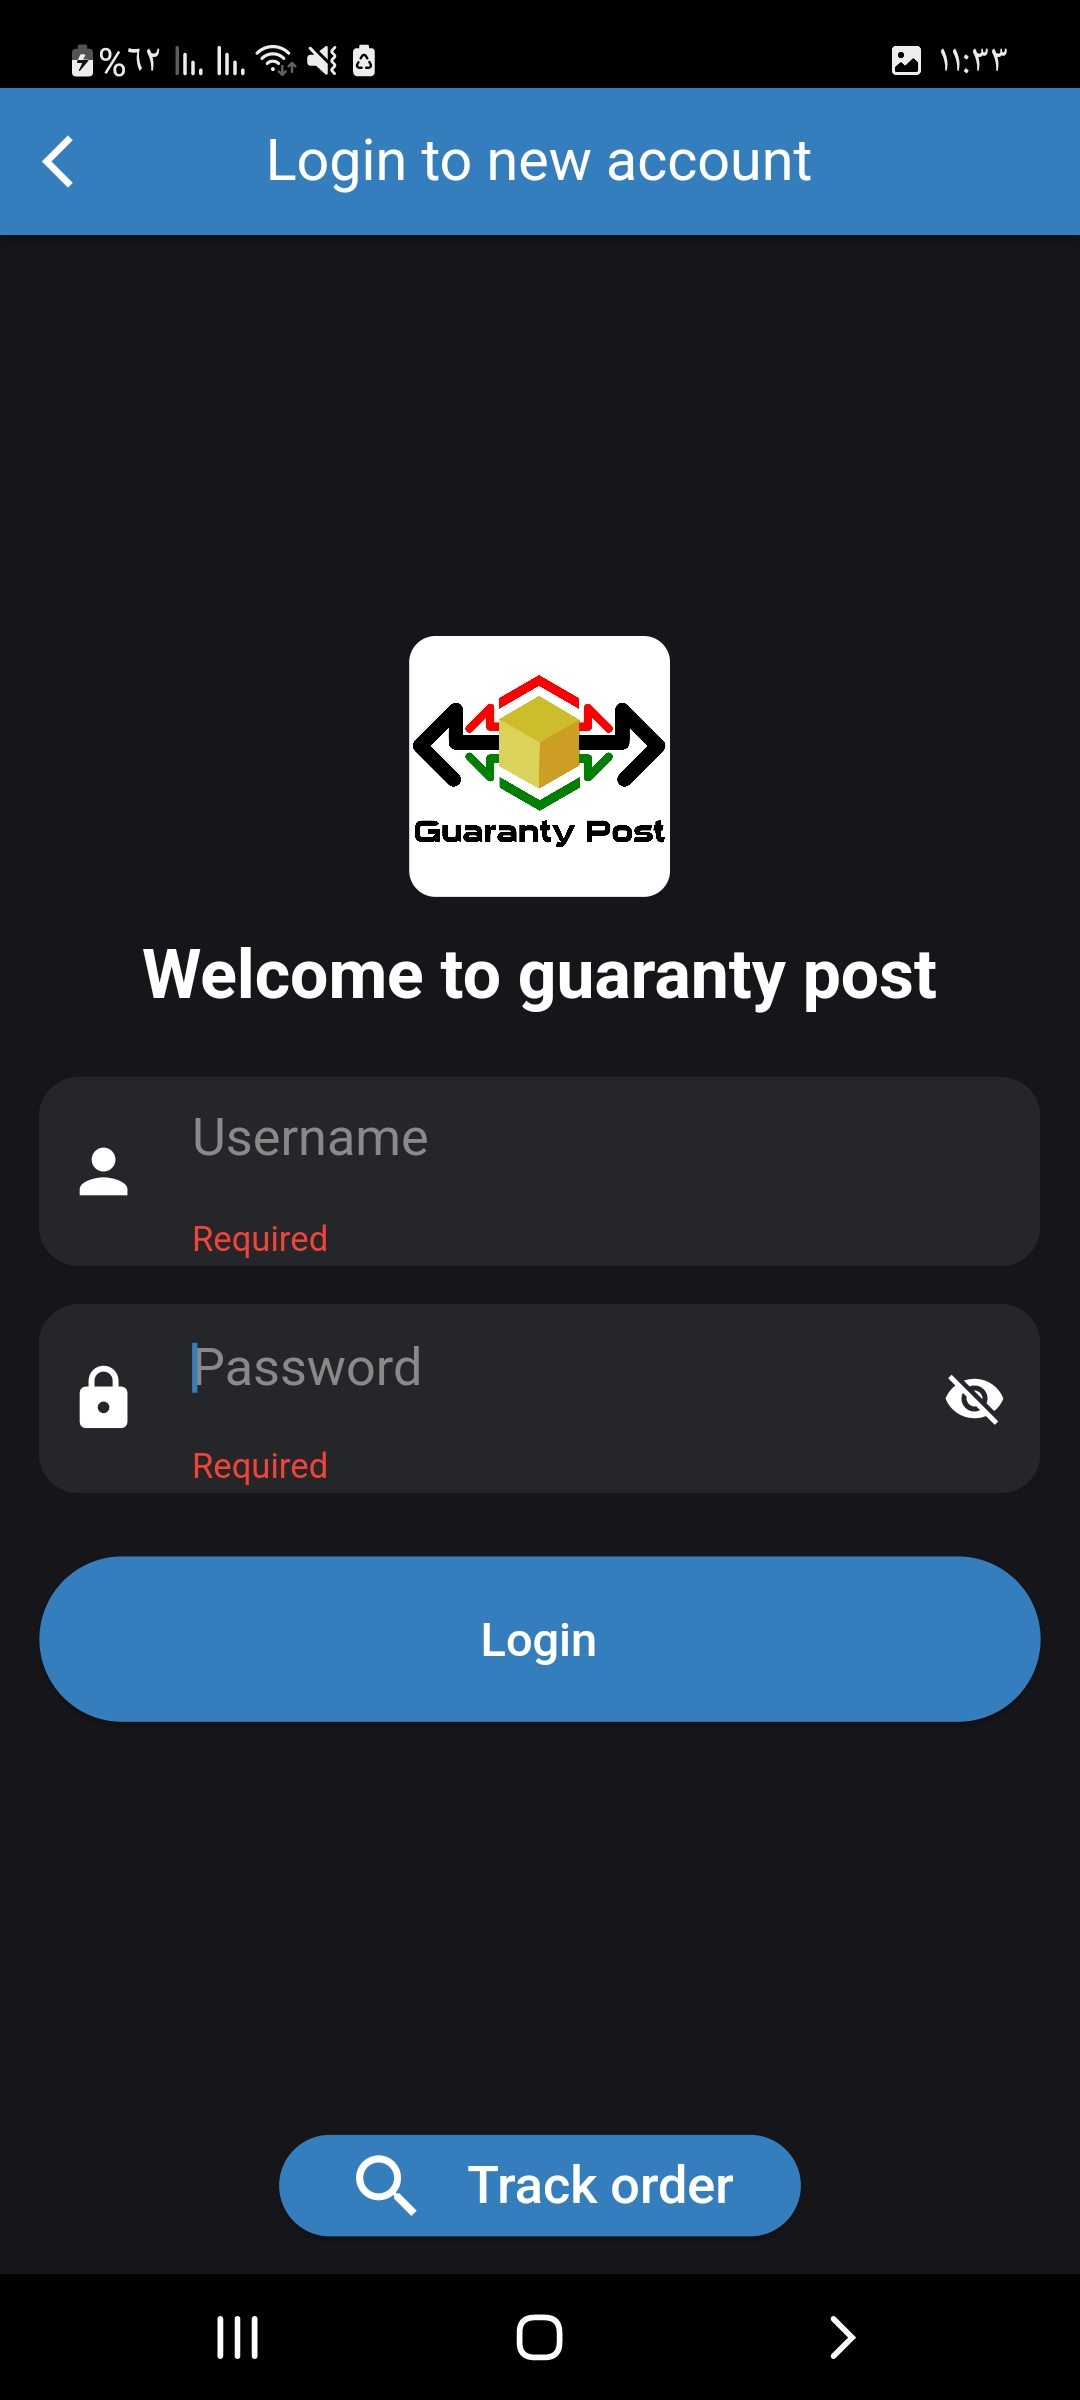 %٦٢ ١١:٣٣
Login to new account
Guaranty Post
Welcome to guaranty post
Username
Required
Password
Required
Login
Track order